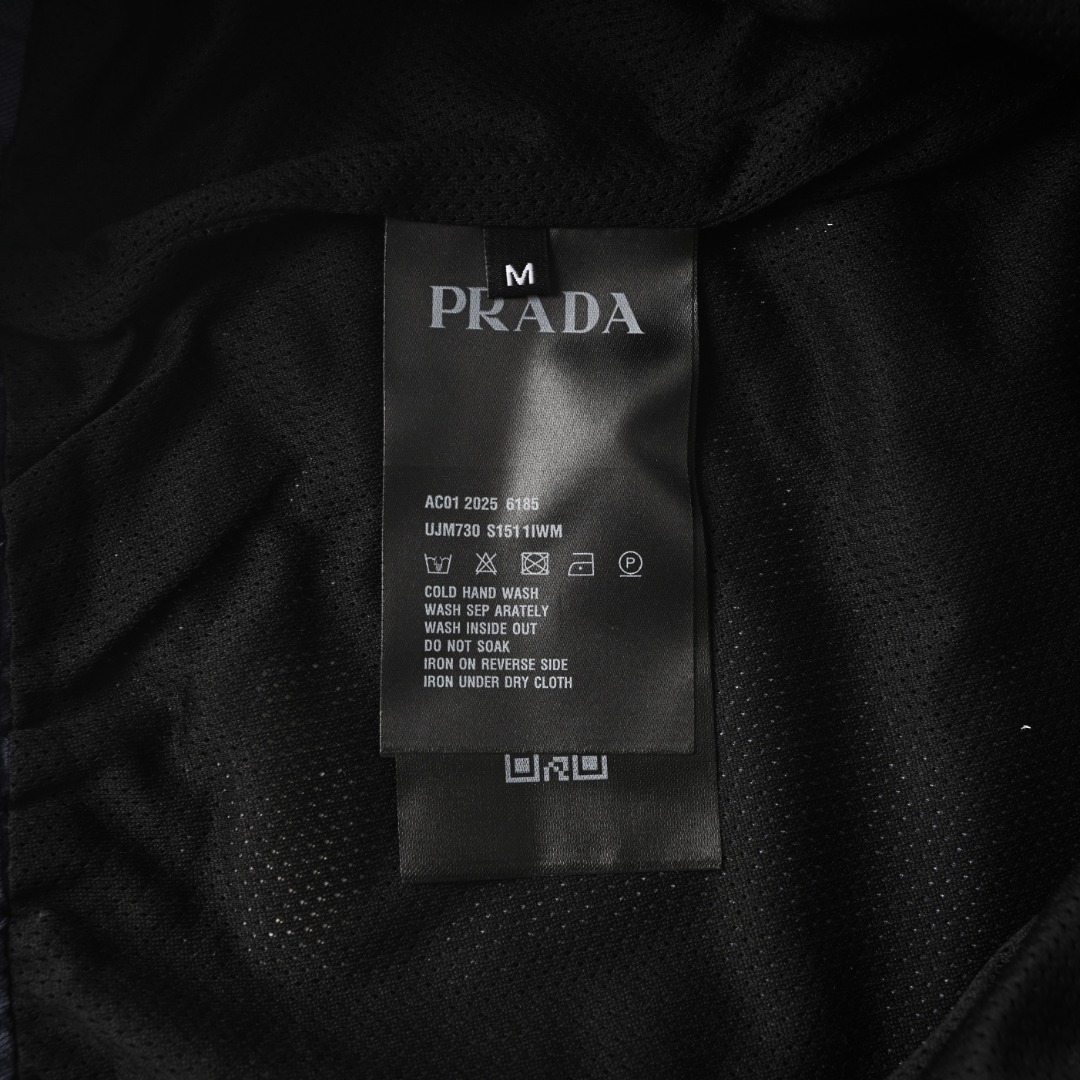 M
PRADA
AC01 2025 6185
UJM730 S1511IWM
P
COLD HAND WASH
WASH SEP ARATELY
WASH INSIDE OUT
DO NOT SOAK
IRON ON REVERSE SIDE
IRON UNDER DRY CLOTH